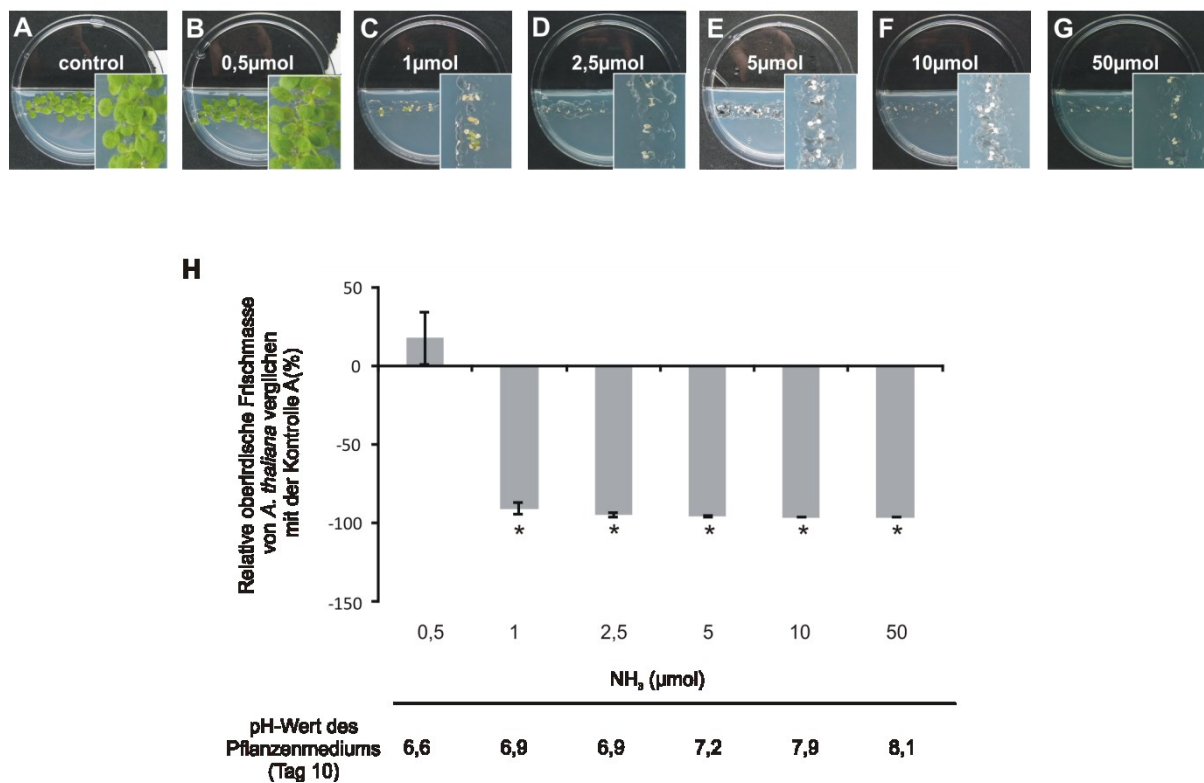 A
control
B
0,5µmol
C
1µmol
D
2,5µmol
E
5µmol
F
10µmol
G
50µmol
H
Relative oberirdische Frischmasse
von A. thaliana verglichen
mit der Kontrolle A(%)
50
0
-50
-100
-150
* * * * *
0,5 1 2,5 5 10 50
NH₃ (µmol)
pH-Wert des
Pflanzenmediums
(Tag 10)
6,6 6,9 6,9 7,2 7,9 8,1